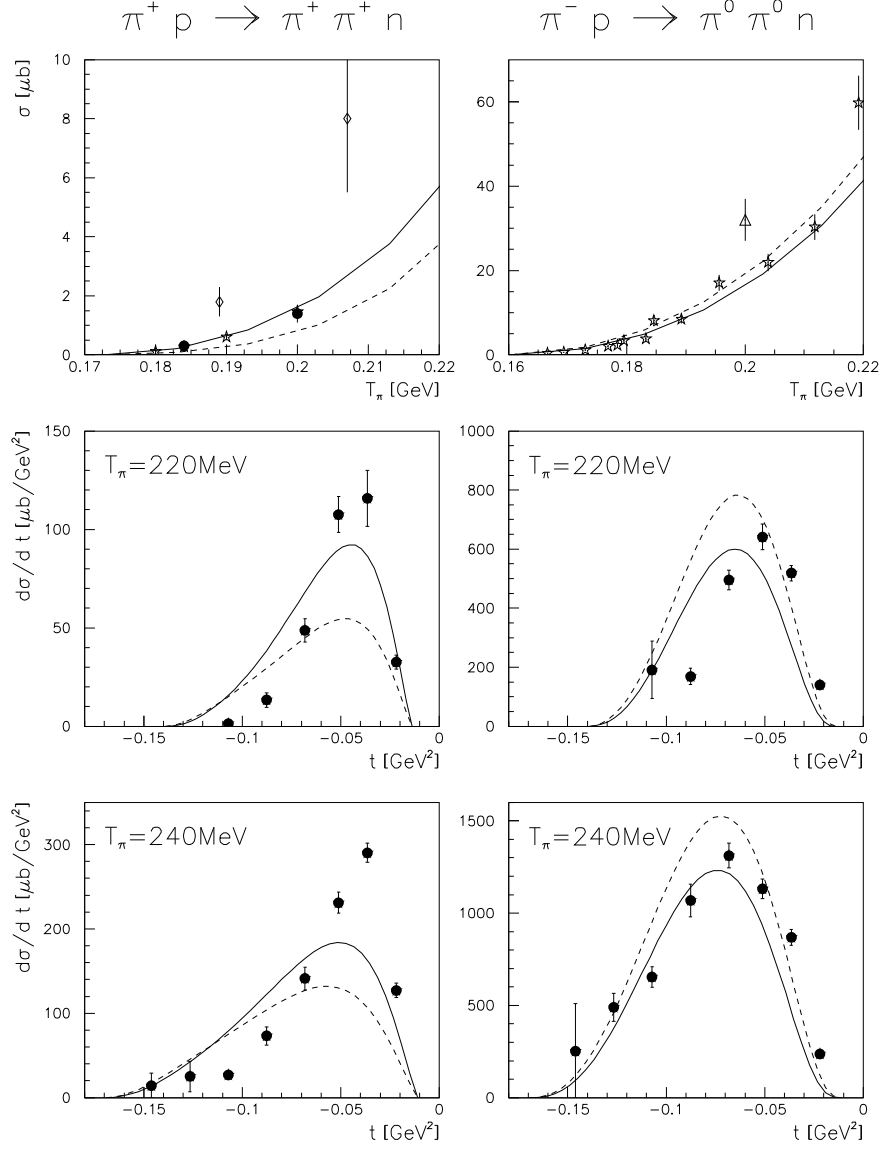 π⁺ p → π⁺ π⁺ n
π⁻ p → π⁰ π⁰ n
σ [μb]
10
8
6
4
2
0
0.17 0.18 0.19 0.2 0.21 0.22
T_π [GeV]
60
40
20
0
0.16 0.18 0.2 0.22
T_π [GeV]
dσ/d t [μb/GeV²]
T_π=220MeV
150
100
50
0
−0.15 −0.1 −0.05 0
t [GeV²]
T_π=220MeV
1000
800
600
400
200
0
−0.15 −0.1 −0.05 0
t [GeV²]
dσ/d t [μb/GeV²]
T_π=240MeV
300
200
100
0
−0.15 −0.1 −0.05 0
t [GeV²]
T_π=240MeV
1500
1000
500
0
−0.15 −0.1 −0.05 0
t [GeV²]